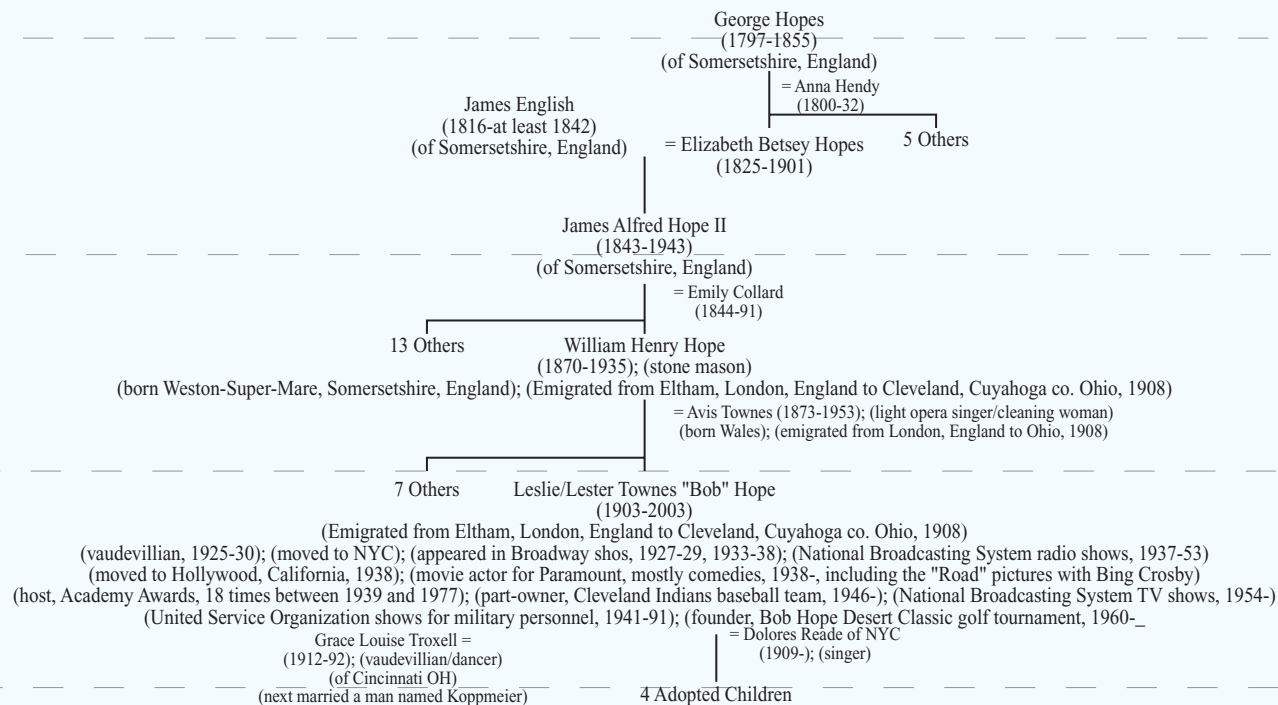 George Hopes
(1797-1855)
(of Somersetshire, England)
= Anna Hendy
(1800-32)
James English
(1816-at least 1842)
(of Somersetshire, England)
= Elizabeth Betsey Hopes
(1825-1901)
5 Others
James Alfred Hope II
(1843-1943)
(of Somersetshire, England)
= Emily Collard
(1844-91)
13 Others
William Henry Hope
(1870-1935); (stone mason)
(born Weston-Super-Mare, Somersetshire, England); (Emigrated from Eltham, London, England to Cleveland, Cuyahoga co. Ohio, 1908)
= Avis Townes (1873-1953); (light opera singer/cleaning woman)
(born Wales); (emigrated from London, England to Ohio, 1908)
7 Others
Leslie/Lester Townes "Bob" Hope
(1903-2003)
(Emigrated from Eltham, London, England to Cleveland, Cuyahoga co. Ohio, 1908)
(vaudevillian, 1925-30); (moved to NYC); (appeared in Broadway shos, 1927-29, 1933-38); (National Broadcasting System radio shows, 1937-53)
(moved to Hollywood, California, 1938); (movie actor for Paramount, mostly comedies, 1938-, including the "Road" pictures with Bing Crosby)
(host, Academy Awards, 18 times between 1939 and 1977); (part-owner, Cleveland Indians baseball team, 1946-); (National Broadcasting System TV shows, 1954-)
(United Service Organization shows for military personnel, 1941-91); (founder, Bob Hope Desert Classic golf tournament, 1960-_
Grace Louise Troxell =
(1912-92); (vaudevillian/dancer)
(of Cincinnati OH)
(next married a man named Koppmeier)
= Dolores Reade of NYC
(1909-); (singer)
4 Adopted Children